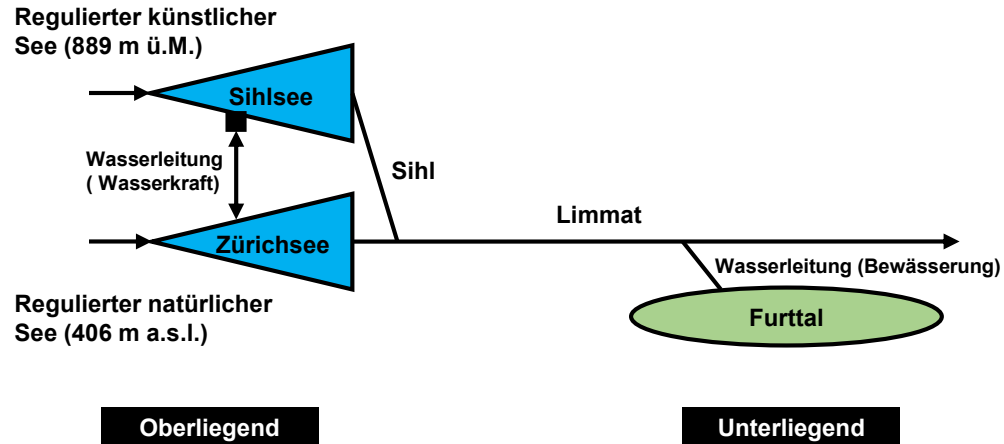 Regulierter künstlicher
See (889 m ü.M.)
Sihlsee
Wasserleitung
( Wasserkraft)
Sihl
Limmat
Zürichsee
Wasserleitung (Bewässerung)
Regulierter natürlicher
See (406 m a.s.l.)
Furttal
Oberliegend
Unterliegend